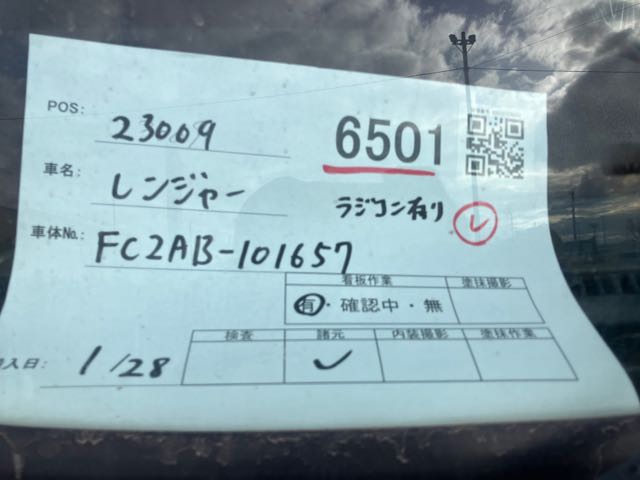 POS: 23009
6501
車名: レンジャー
ラジコン有り
レ
車体No.: FC2AB-101657
看板作業 塗抹撮影
有・確認中・無
検査 諸元 内装撮影 塗抹作業
入日: 1/28 ✓